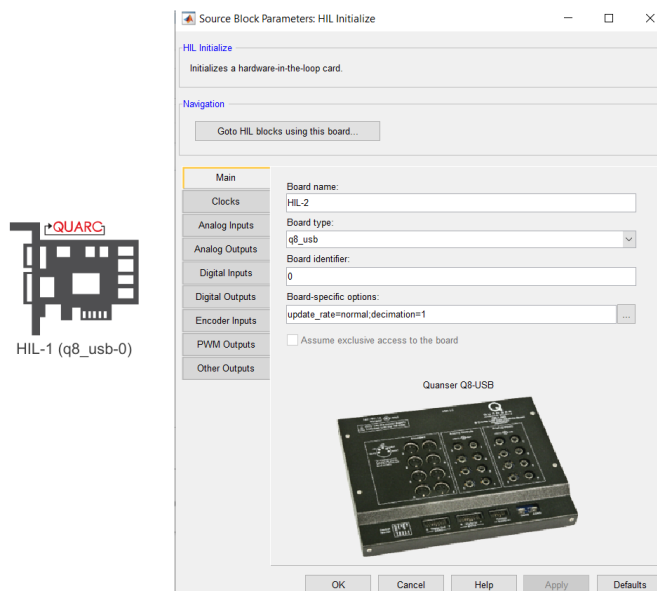 Source Block Parameters: HIL Initialize
HIL Initialize
Initializes a hardware-in-the-loop card.
Navigation
Goto HIL blocks using this board...
QUARC
HIL-1 (q8_usb-0)
Main
Clocks
Analog Inputs
Analog Outputs
Digital Inputs
Digital Outputs
Encoder Inputs
PWM Outputs
Other Outputs
Board name:
HIL-2
Board type:
q8_usb
Board identifier:
0
Board-specific options:
update_rate=normal;decimation=1
...
Assume exclusive access to the board
Quanser Q8-USB
OK
Cancel
Help
Apply
Defaults